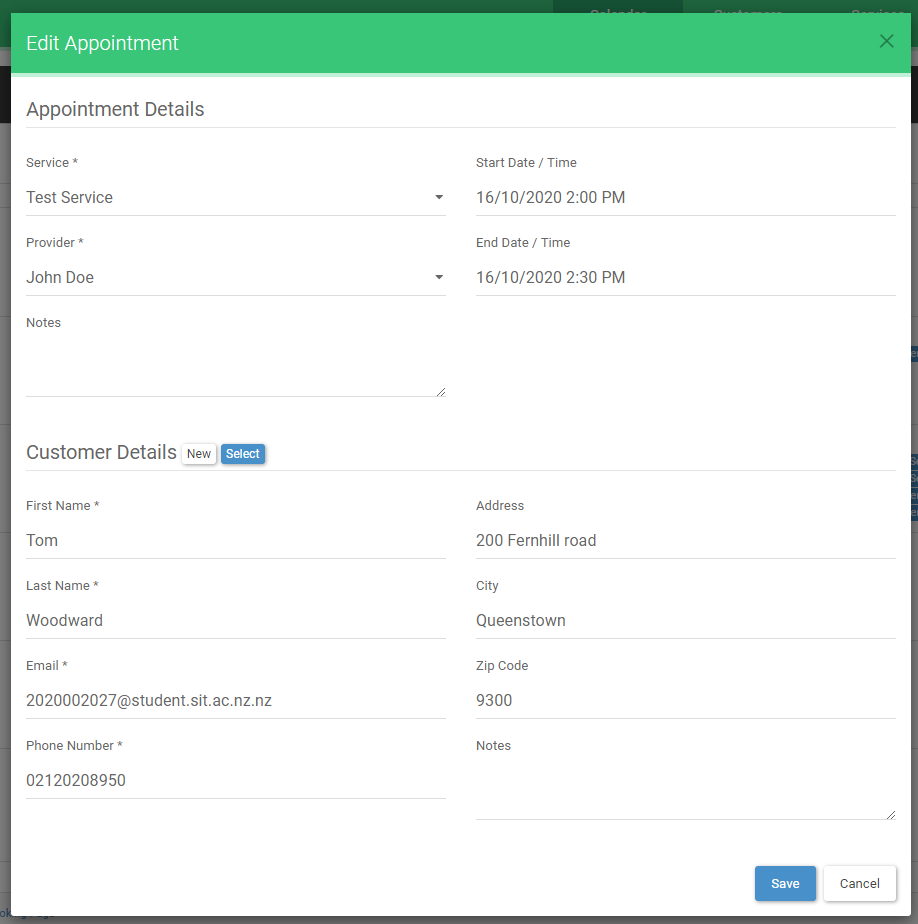 Calendar Customers Services
Edit Appointment
Appointment Details
Service *
Test Service
Start Date / Time
16/10/2020 2:00 PM
Provider *
John Doe
End Date / Time
16/10/2020 2:30 PM
Notes
Customer Details New Select
First Name *
Tom
Address
200 Fernhill road
Last Name *
Woodward
City
Queenstown
Email *
2020002027@student.sit.ac.nz.nz
Zip Code
9300
Phone Number *
02120208950
Notes
Save Cancel